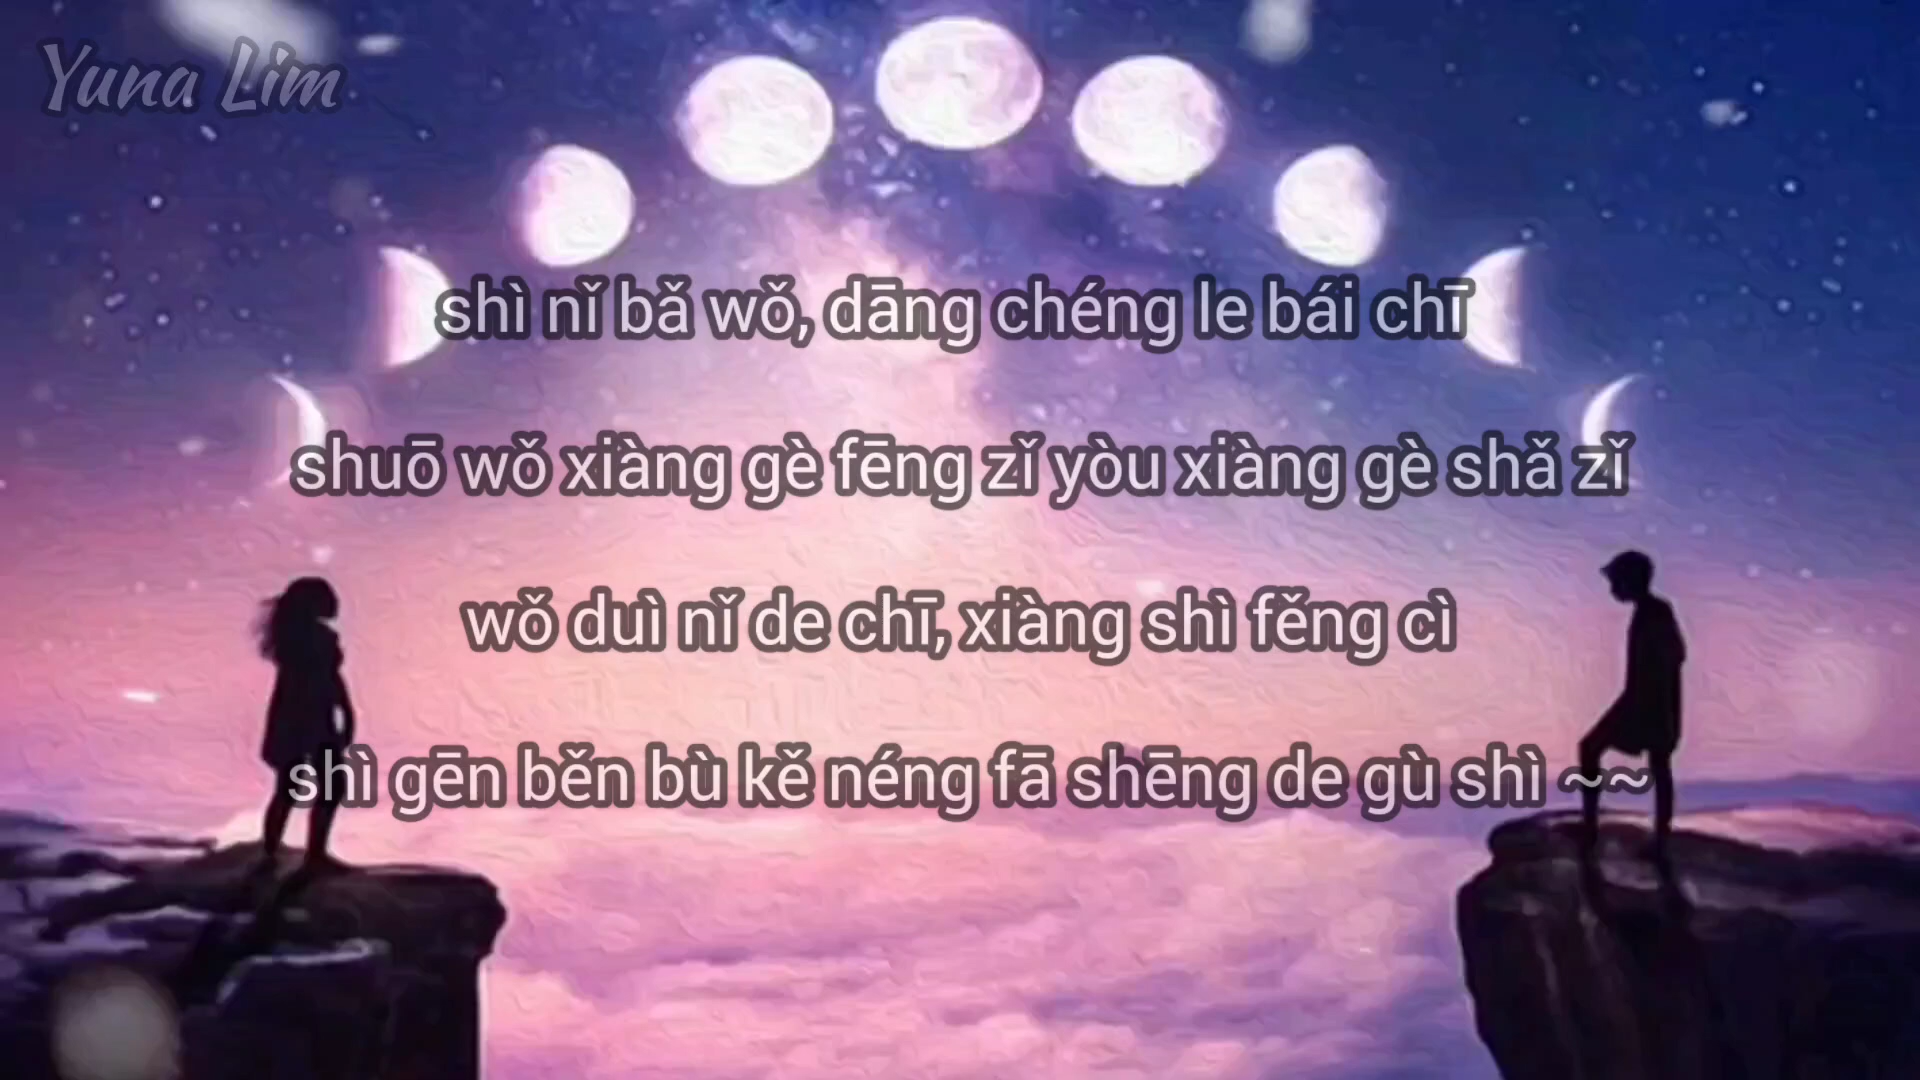 Yuna Lim
shì nǐ bǎ wǒ, dāng chéng le bái chī
shuō wǒ xiàng gè fēng zǐ yòu xiàng gè shǎ zǐ
wǒ duì nǐ de chī, xiàng shì fěng cì
shì gēn běn bù kě néng fā shēng de gù shì ~~